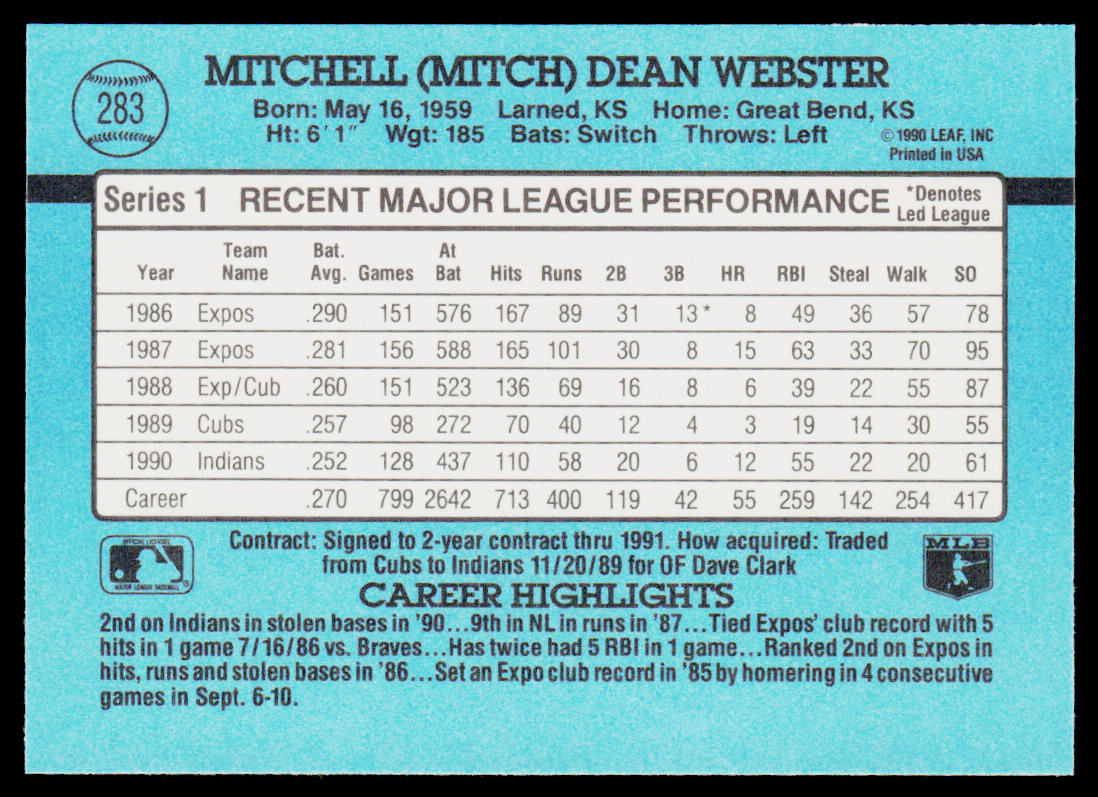 283
MITCHELL (MITCH) DEAN WEBSTER
Born: May 16, 1959 Larned, KS Home: Great Bend, KS
Ht: 6'1" Wgt: 185 Bats: Switch Throws: Left
© 1990 LEAF, INC
Printed in USA
Series 1 RECENT MAJOR LEAGUE PERFORMANCE *Denotes Led League
Year Team Name Bat. Avg. Games At Bat Hits Runs 2B 3B HR RBI Steal Walk SO
1986 Expos .290 151 576 167 89 31 13* 8 49 36 57 78
1987 Expos .281 156 588 165 101 30 8 15 63 33 70 95
1988 Exp/Cub .260 151 523 136 69 16 8 6 39 22 55 87
1989 Cubs .257 98 272 70 40 12 4 3 19 14 30 55
1990 Indians .252 128 437 110 58 20 6 12 55 22 20 61
Career .270 799 2642 713 400 119 42 55 259 142 254 417
OFFICIAL LICENSEE
MAJOR LEAGUE BASEBALL
®
Contract: Signed to 2-year contract thru 1991. How acquired: Traded
from Cubs to Indians 11/20/89 for OF Dave Clark
MLB
CAREER HIGHLIGHTS
2nd on Indians in stolen bases in '90...9th in NL in runs in '87...Tied Expos' club record with 5
hits in 1 game 7/16/86 vs. Braves...Has twice had 5 RBI in 1 game...Ranked 2nd on Expos in
hits, runs and stolen bases in '86...Set an Expo club record in '85 by homering in 4 consecutive
games in Sept. 6-10.